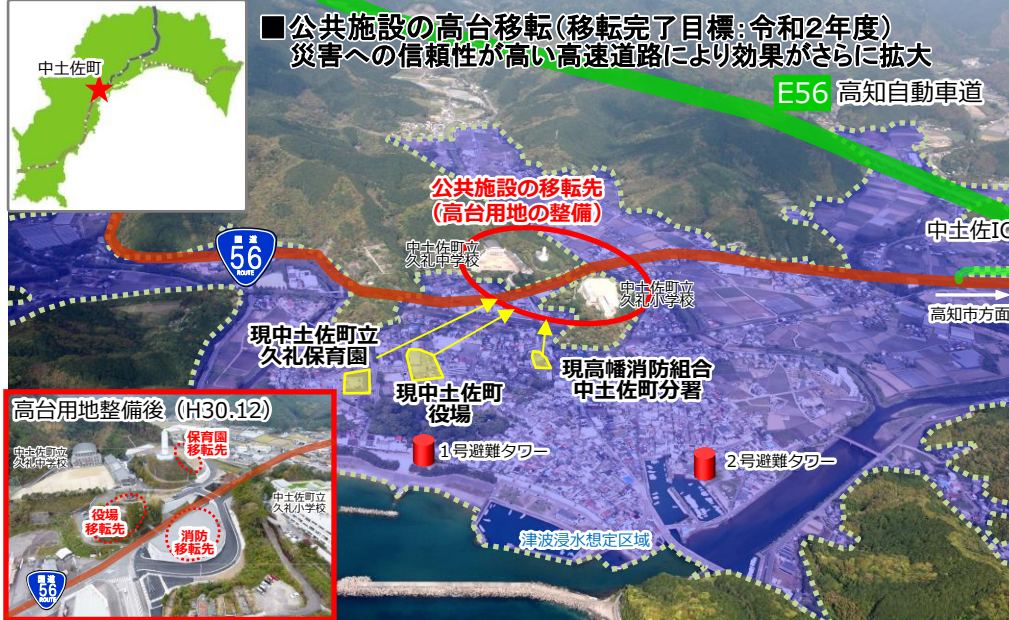 ■公共施設の高台移転(移転完了目標:令和2年度)
災害への信頼性が高い高速道路により効果がさらに拡大
中土佐町
E56 高知自動車道
公共施設の移転先
(高台用地の整備)
国道
56
ROUTE
中土佐町立
久礼中学校
中土佐IC
中土佐町立
久礼小学校
高知市方面
現中土佐町立
久礼保育園
現中土佐町
役場
現高幡消防組合
中土佐町分署
1号避難タワー
2号避難タワー
津波浸水想定区域
高台用地整備後(H30.12)
保育園
移転先
中土佐町立
久礼中学校
役場
移転先
消防
移転先
中土佐町立
久礼小学校
国道
56
ROUTE